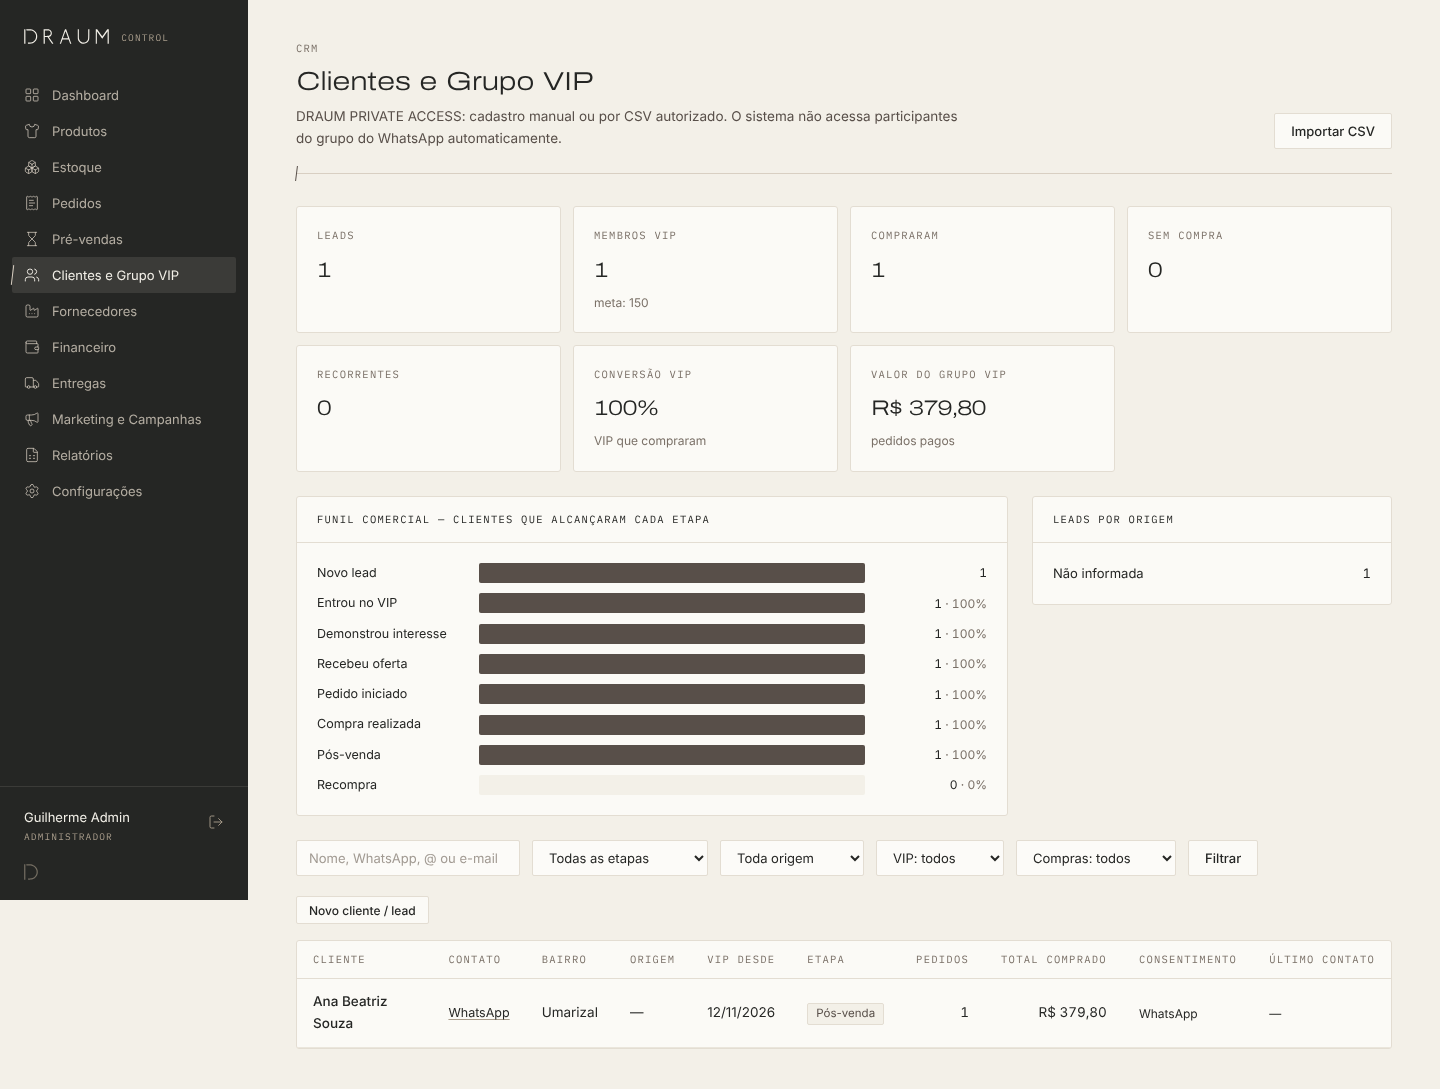 DRAUM CONTROL
Dashboard
Produtos
Estoque
Pedidos
Pré-vendas
Clientes e Grupo VIP
Fornecedores
Financeiro
Entregas
Marketing e Campanhas
Relatórios
Configurações
Guilherme Admin
ADMINISTRADOR
D
CRM
Clientes e Grupo VIP
DRAUM PRIVATE ACCESS: cadastro manual ou por CSV autorizado. O sistema não acessa participantes
do grupo do WhatsApp automaticamente.
Importar CSV
LEADS
1
MEMBROS VIP
1
meta: 150
COMPRARAM
1
SEM COMPRA
0
RECORRENTES
0
CONVERSÃO VIP
100%
VIP que compraram
VALOR DO GRUPO VIP
R$ 379,80
pedidos pagos
FUNIL COMERCIAL — CLIENTES QUE ALCANÇARAM CADA ETAPA
Novo lead 1
Entrou no VIP 1 · 100%
Demonstrou interesse 1 · 100%
Recebeu oferta 1 · 100%
Pedido iniciado 1 · 100%
Compra realizada 1 · 100%
Pós-venda 1 · 100%
Recompra 0 · 0%
LEADS POR ORIGEM
Não informada 1
Nome, WhatsApp, @ ou e-mail Todas as etapas Toda origem VIP: todos Compras: todos Filtrar
Novo cliente / lead
CLIENTE CONTATO BAIRRO ORIGEM VIP DESDE ETAPA PEDIDOS TOTAL COMPRADO CONSENTIMENTO ÚLTIMO CONTATO
Ana Beatriz
Souza WhatsApp Umarizal — 12/11/2026 Pós-venda 1 R$ 379,80 WhatsApp —